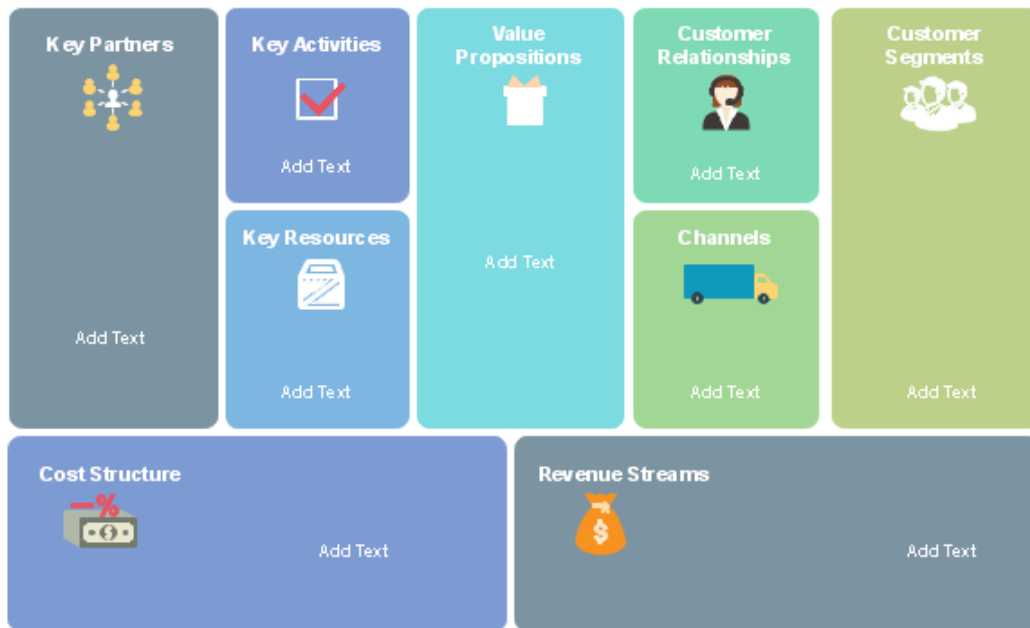 Key Partners
Add Text
Key Activities
Add Text
Key Resources
Add Text
Value
Propositions
Add Text
Customer
Relationships
Add Text
Channels
Add Text
Customer
Segments
Add Text
Cost Structure
–%
$
Add Text
Revenue Streams
$
Add Text